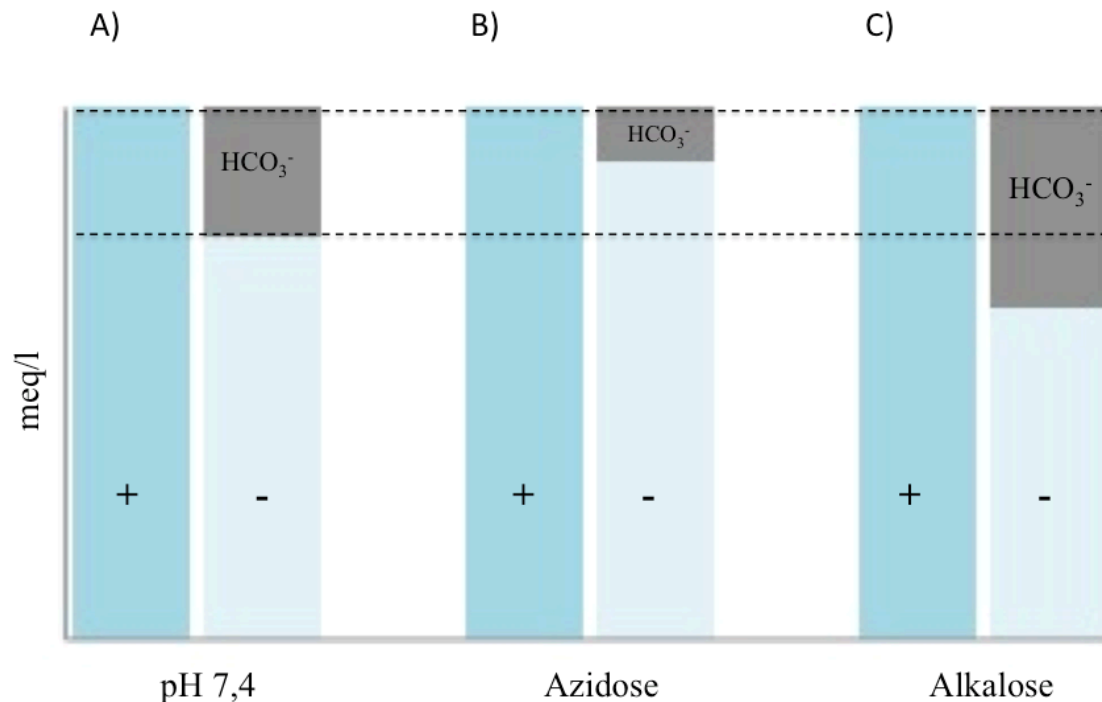 A)
B)
C)
HCO₃⁻
HCO₃⁻
HCO₃⁻
meq/l
+
-
+
-
+
-
pH 7,4
Azidose
Alkalose